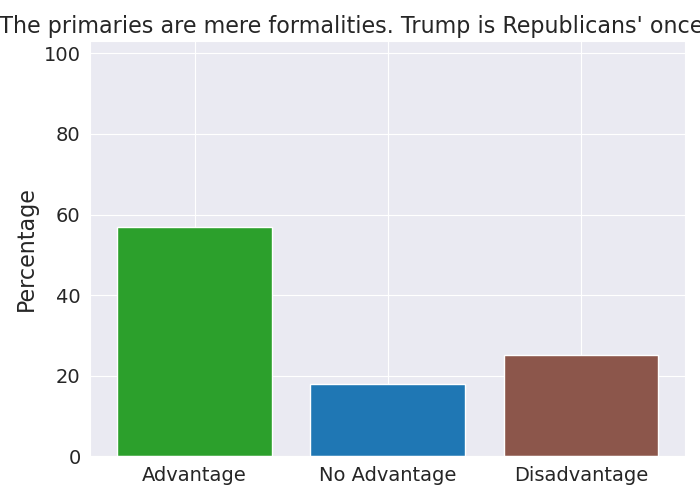 The primaries are mere formalities. Trump is Republicans' once
Percentage
100
80
60
40
20
0
Advantage
No Advantage
Disadvantage